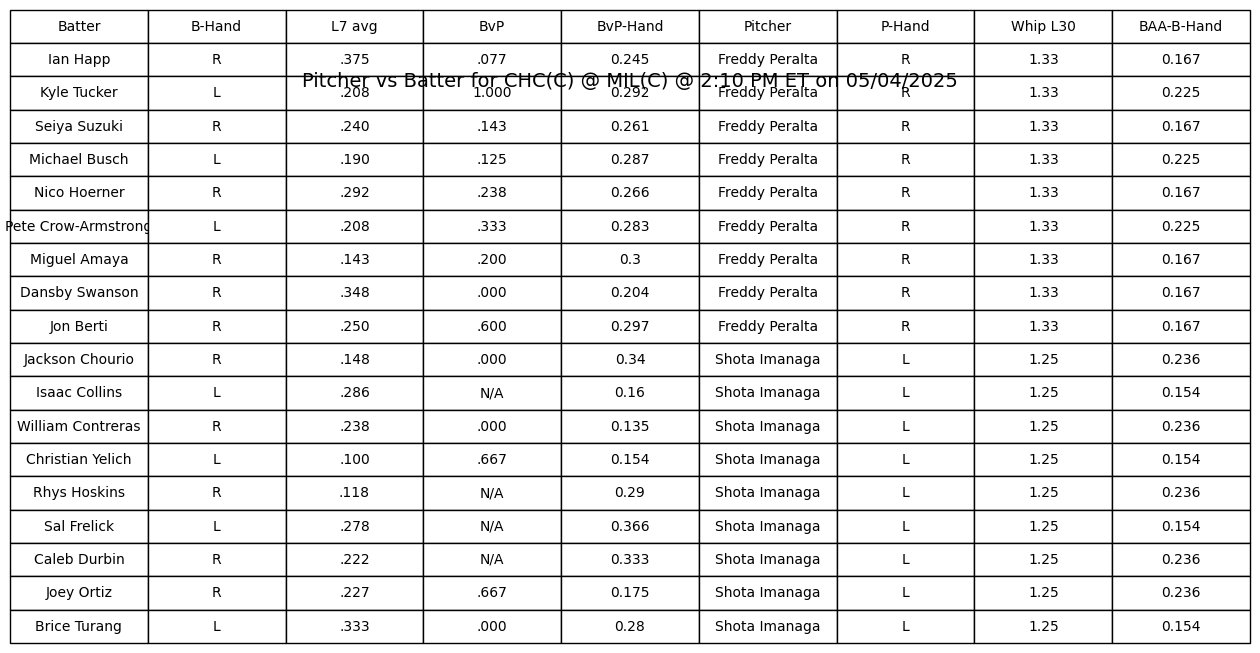 Batter B-Hand L7 avg BvP BvP-Hand Pitcher P-Hand Whip L30 BAA-B-Hand
Ian Happ R .375 .077 0.245 Freddy Peralta R 1.33 0.167
Pitcher vs Batter for CHC(C) @ MIL(C) @ 2:10 PM ET on 05/04/2025
Kyle Tucker L .208 1.000 0.292 Freddy Peralta R 1.33 0.225
Seiya Suzuki R .240 .143 0.261 Freddy Peralta R 1.33 0.167
Michael Busch L .190 .125 0.287 Freddy Peralta R 1.33 0.225
Nico Hoerner R .292 .238 0.266 Freddy Peralta R 1.33 0.167
Pete Crow-Armstrong L .208 .333 0.283 Freddy Peralta R 1.33 0.225
Miguel Amaya R .143 .200 0.3 Freddy Peralta R 1.33 0.167
Dansby Swanson R .348 .000 0.204 Freddy Peralta R 1.33 0.167
Jon Berti R .250 .600 0.297 Freddy Peralta R 1.33 0.167
Jackson Chourio R .148 .000 0.34 Shota Imanaga L 1.25 0.236
Isaac Collins L .286 N/A 0.16 Shota Imanaga L 1.25 0.154
William Contreras R .238 .000 0.135 Shota Imanaga L 1.25 0.236
Christian Yelich L .100 .667 0.154 Shota Imanaga L 1.25 0.154
Rhys Hoskins R .118 N/A 0.29 Shota Imanaga L 1.25 0.236
Sal Frelick L .278 N/A 0.366 Shota Imanaga L 1.25 0.154
Caleb Durbin R .222 N/A 0.333 Shota Imanaga L 1.25 0.236
Joey Ortiz R .227 .667 0.175 Shota Imanaga L 1.25 0.236
Brice Turang L .333 .000 0.28 Shota Imanaga L 1.25 0.154